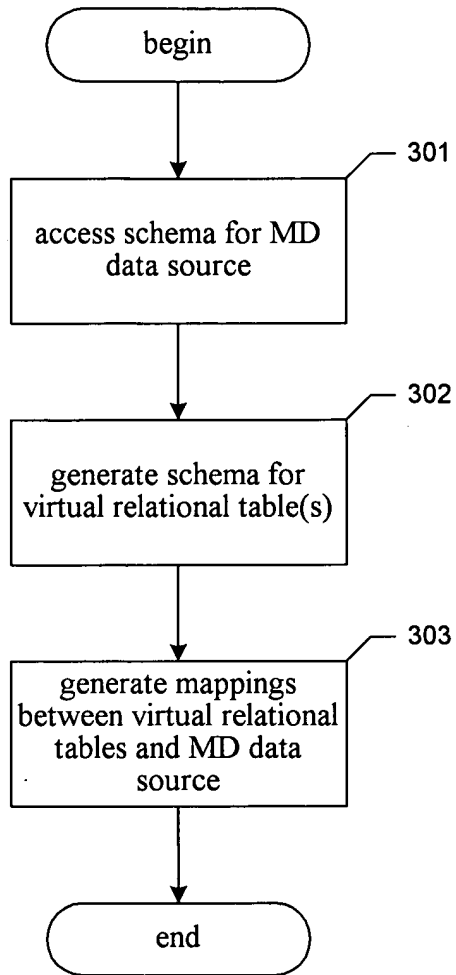 begin
301
access schema for MD
data source
302
generate schema for
virtual relational table(s)
303
generate mappings
between virtual relational
tables and MD data
source
end